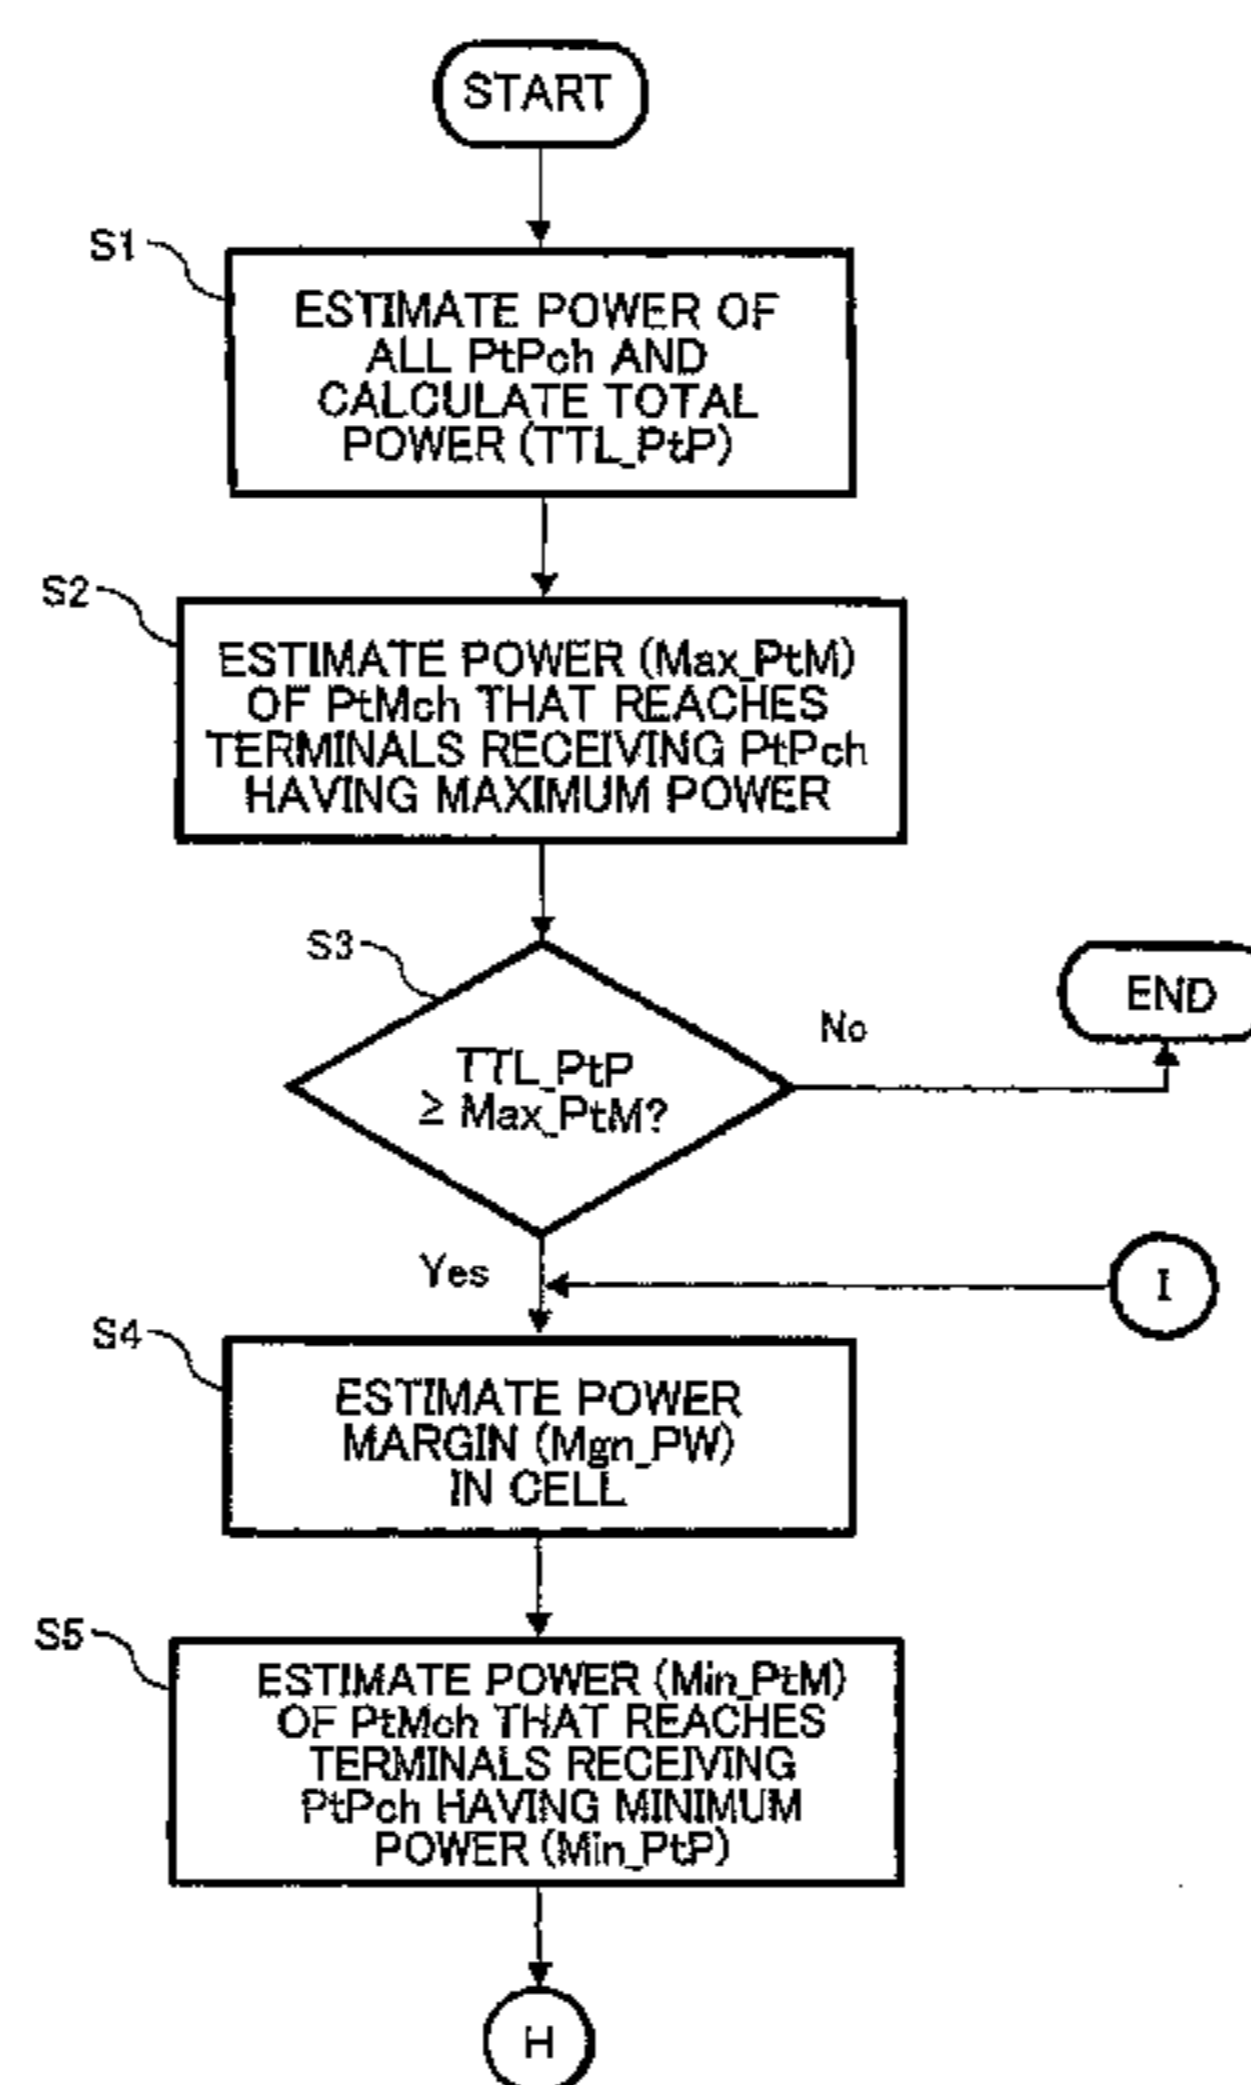 START
S1
ESTIMATE POWER OF
ALL PtPch AND
CALCULATE TOTAL
POWER (TTL_PtP)
S2
ESTIMATE POWER (Max_PtM)
OF PtMch THAT REACHES
TERMINALS RECEIVING PtPch
HAVING MAXIMUM POWER
S3
TTL_PtP
≥ Max_PtM?
No
END
Yes
I
S4
ESTIMATE POWER
MARGIN (Mgn_PW)
IN CELL
S5
ESTIMATE POWER (Min_PtM)
OF PtMch THAT REACHES
TERMINALS RECEIVING
PtPch HAVING MINIMUM
POWER (Min_PtP)
H